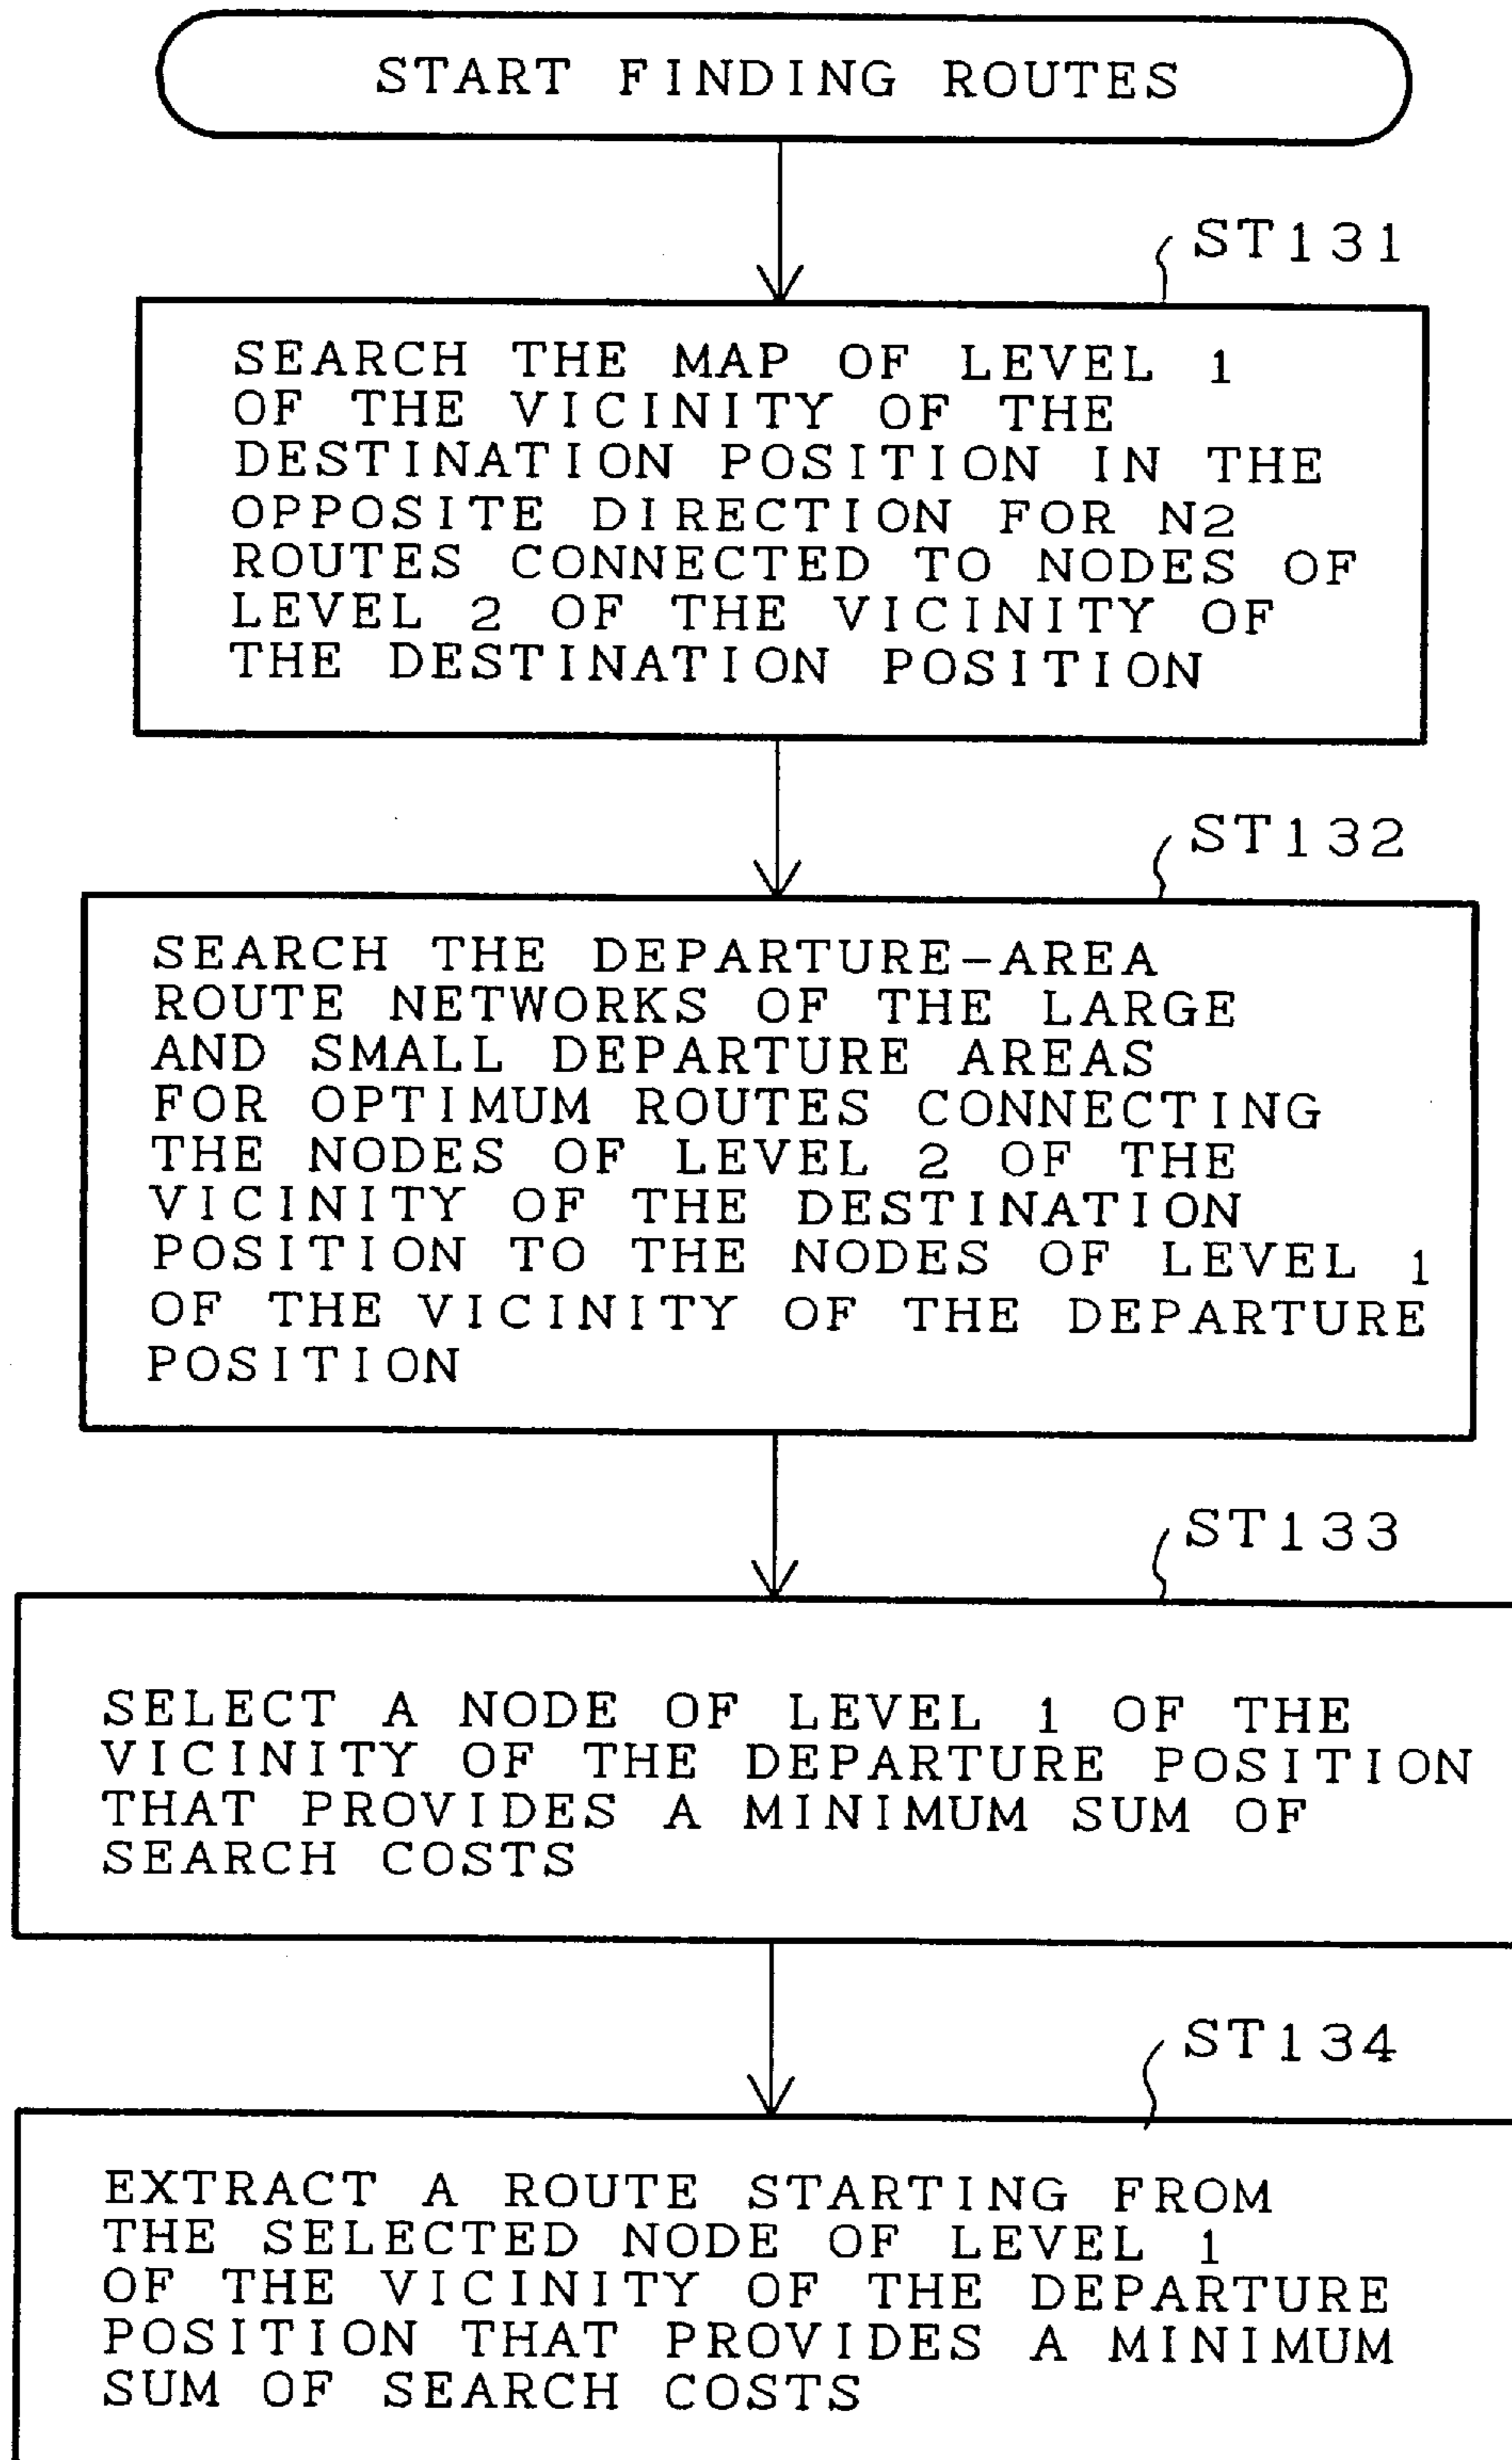 START FINDING ROUTES
ST131
SEARCH THE MAP OF LEVEL 1
OF THE VICINITY OF THE
DESTINATION POSITION IN THE
OPPOSITE DIRECTION FOR N2
ROUTES CONNECTED TO NODES OF
LEVEL 2 OF THE VICINITY OF
THE DESTINATION POSITION
ST132
SEARCH THE DEPARTURE-AREA
ROUTE NETWORKS OF THE LARGE
AND SMALL DEPARTURE AREAS
FOR OPTIMUM ROUTES CONNECTING
THE NODES OF LEVEL 2 OF THE
VICINITY OF THE DESTINATION
POSITION TO THE NODES OF LEVEL 1
OF THE VICINITY OF THE DEPARTURE
POSITION
ST133
SELECT A NODE OF LEVEL 1 OF THE
VICINITY OF THE DEPARTURE POSITION
THAT PROVIDES A MINIMUM SUM OF
SEARCH COSTS
ST134
EXTRACT A ROUTE STARTING FROM
THE SELECTED NODE OF LEVEL 1
OF THE VICINITY OF THE DEPARTURE
POSITION THAT PROVIDES A MINIMUM
SUM OF SEARCH COSTS